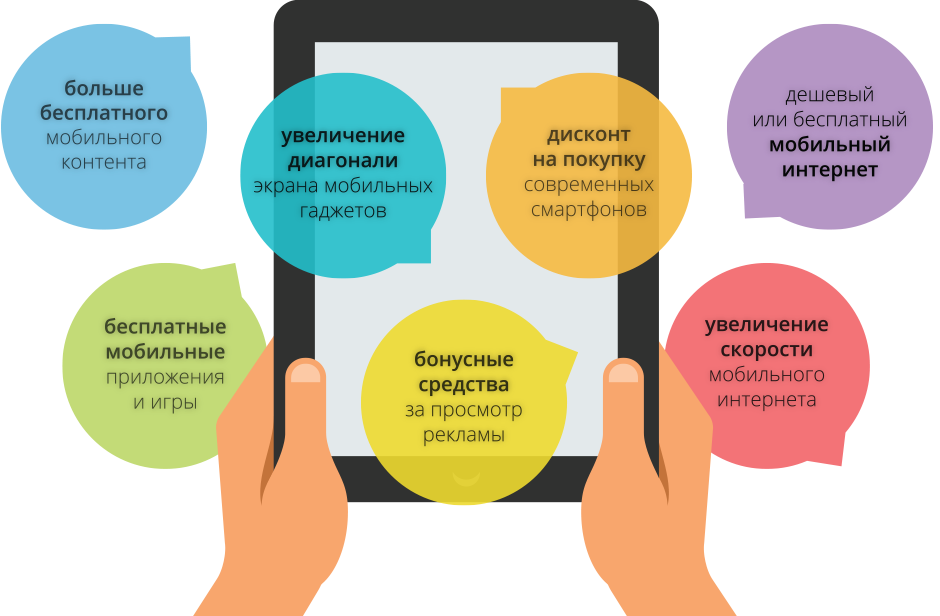 больше
бесплатного
мобильного
контента
увеличение
диагонали
экрана мобильных
гаджетов
дисконт
на покупку
современных
смартфонов
дешевый
или бесплатный
мобильный
интернет
бесплатные
мобильные
приложения
и игры
бонусные
средства
за просмотр
рекламы
увеличение
скорости
мобильного
интернета